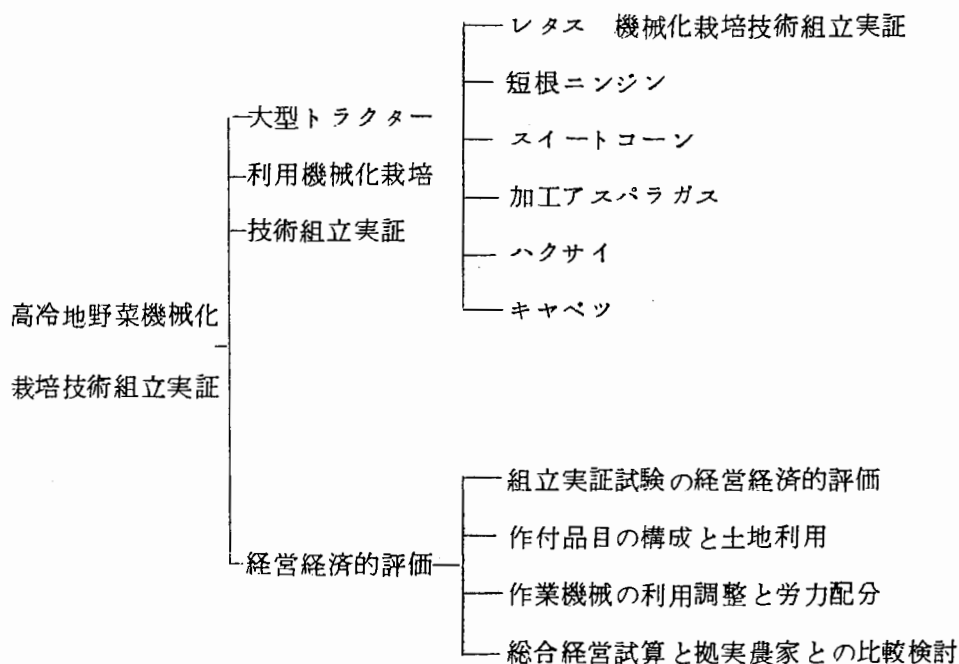 高冷地野菜機械化
栽培技術組立実証
大型トラクター
利用機械化栽培
技術組立実証
レタス 機械化栽培技術組立実証
短根ニンジン
スイートコーン
加工アスパラガス
ハクサイ
キャベツ
経営経済的評価
組立実証試験の経営経済的評価
作付品目の構成と土地利用
作業機械の利用調整と労力配分
総合経営試算と拠実農家との比較検討